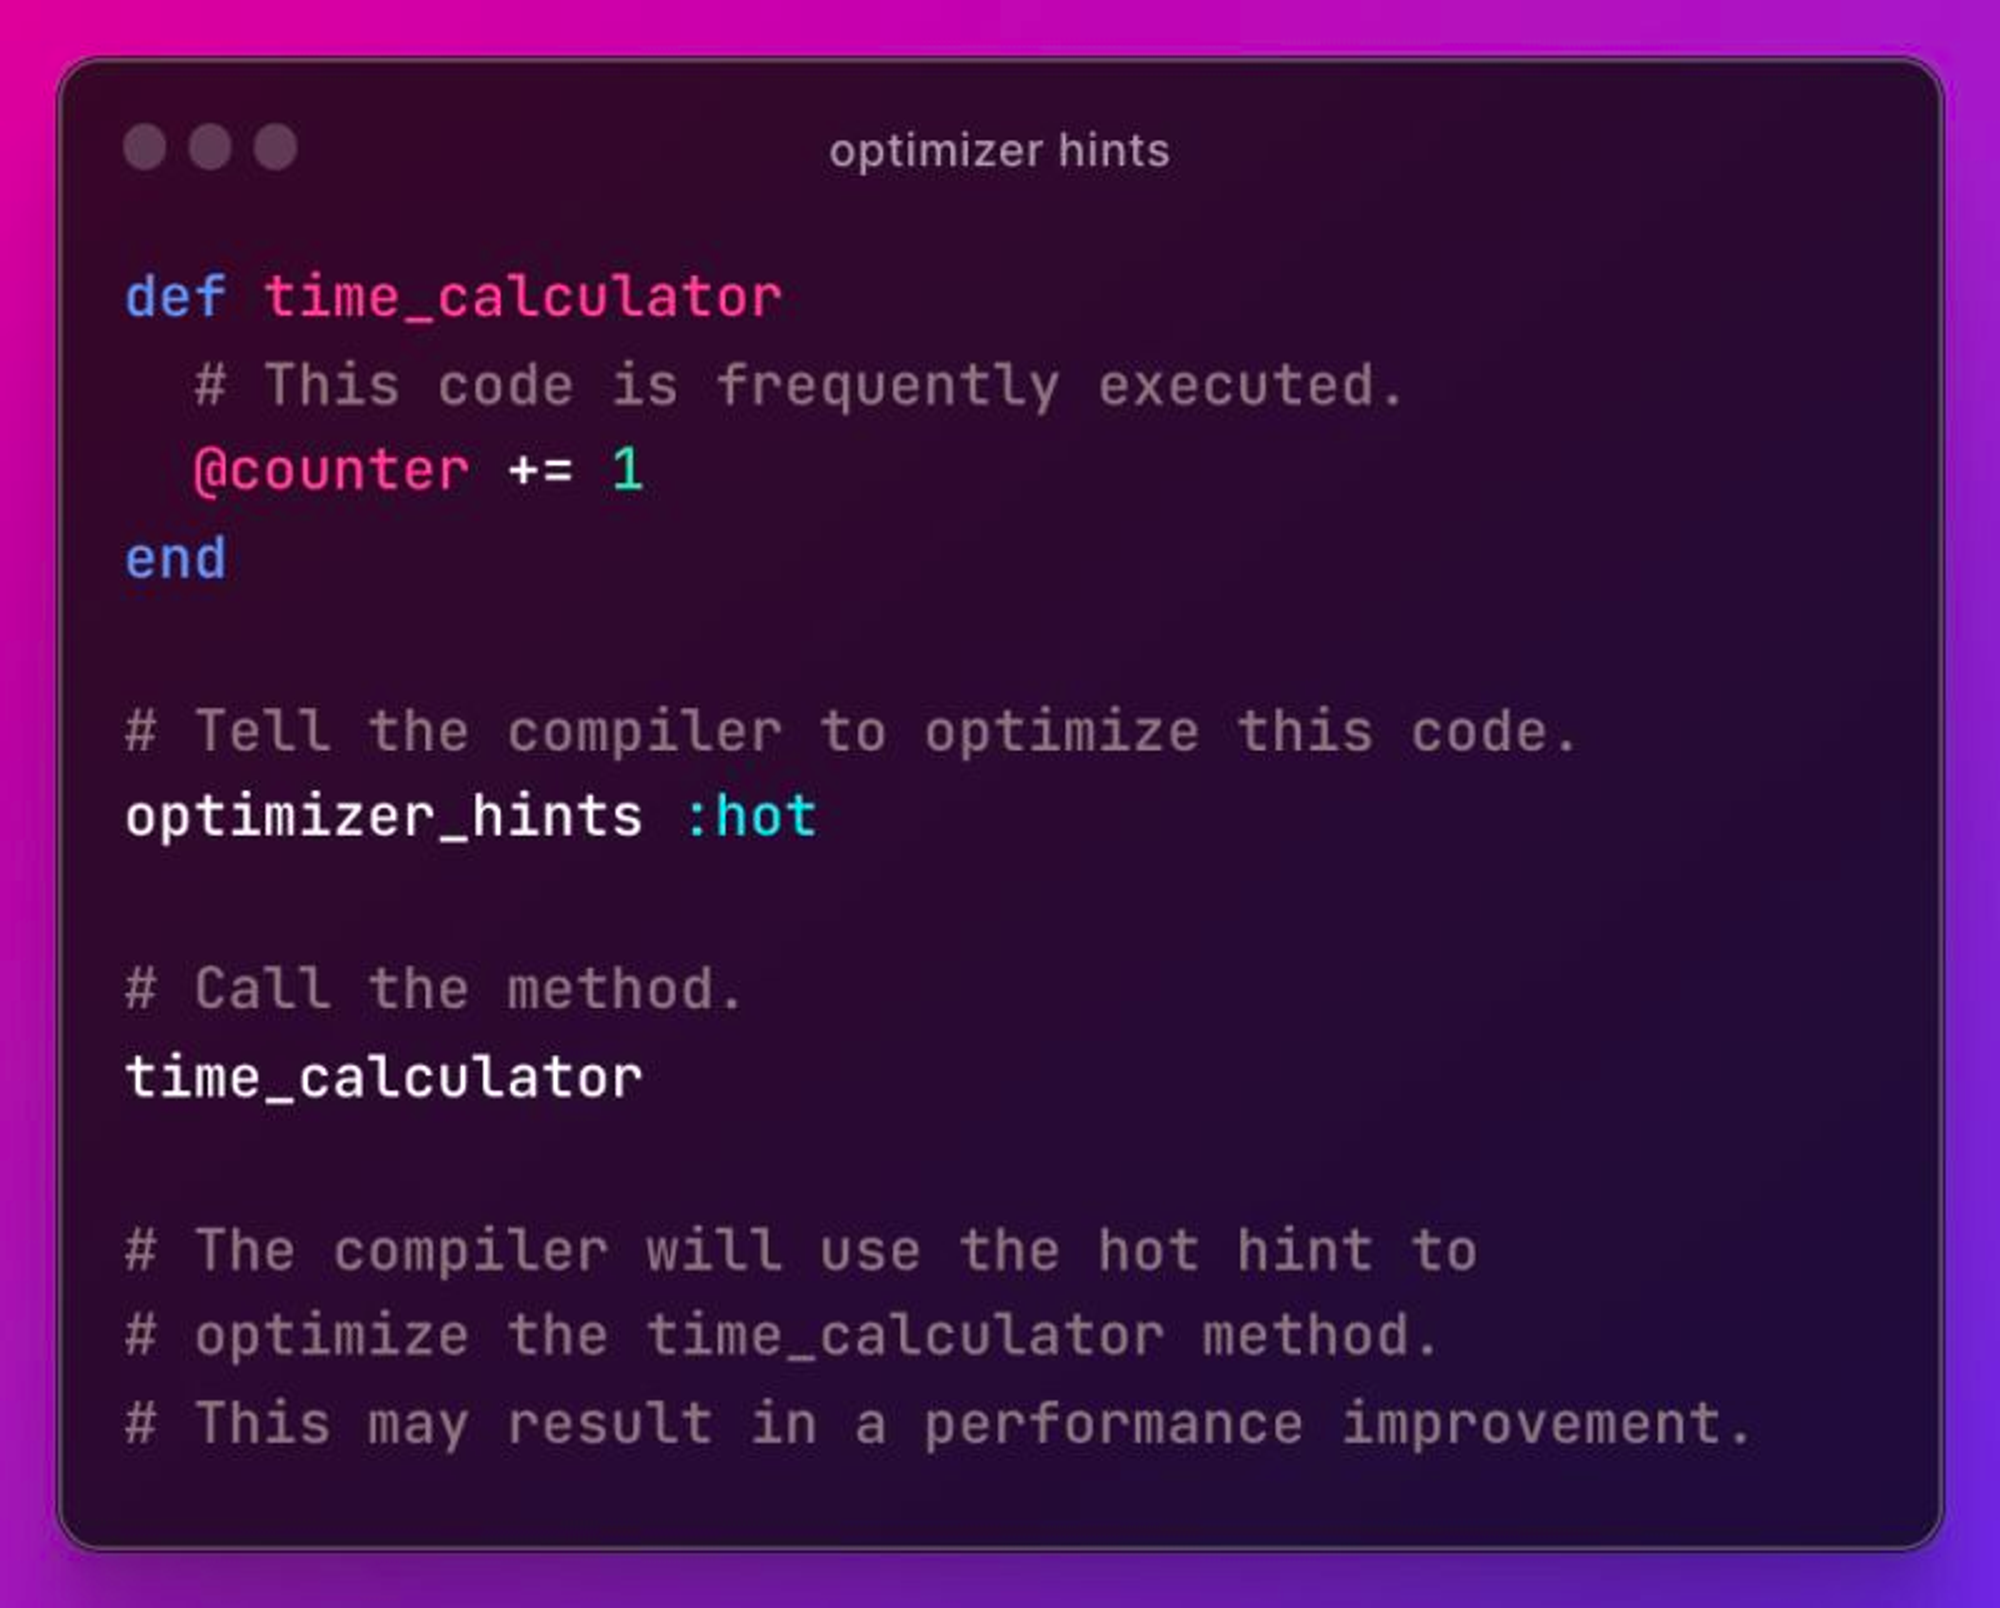 optimizer hints
def time_calculator
  # This code is frequently executed.
  @counter += 1
end
# Tell the compiler to optimize this code.
optimizer_hints :hot
# Call the method.
time_calculator
# The compiler will use the hot hint to
# optimize the time_calculator method.
# This may result in a performance improvement.